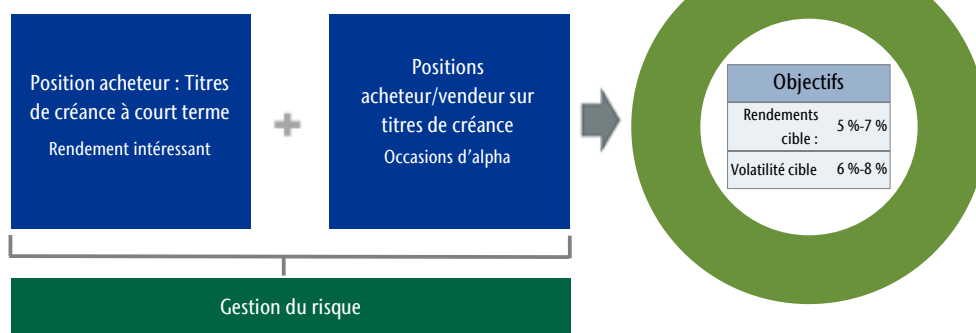 Position acheteur : Titres
de créance à court terme
Rendement intéressant
+
Positions
acheteur/vendeur sur
titres de créance
Occasions d’alpha
Objectifs
Rendements
cible :
5 %-7 %
Volatilité cible 6 %-8 %
Gestion du risque